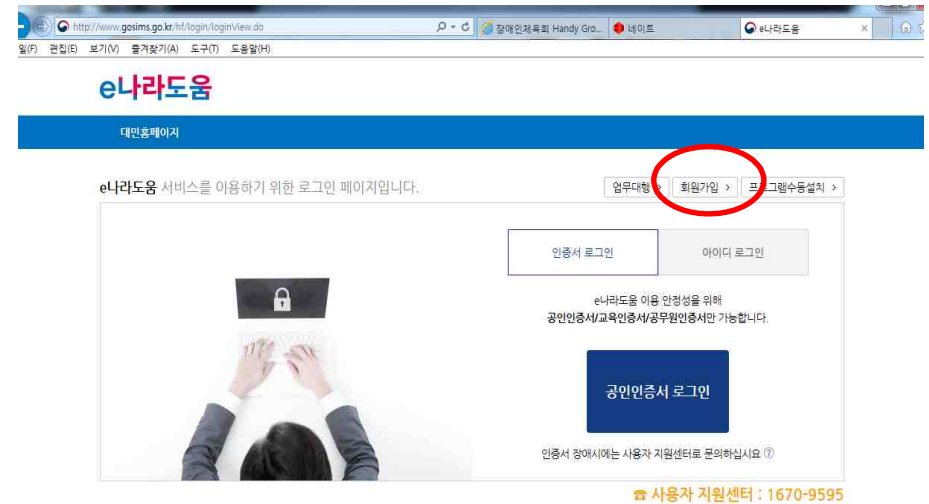 http://www.gosims.go.kr/hf/login/loginView.do
장애인체육회 Handy Gro...
네이트
e나라도움
일(F) 편집(E) 보기(V) 즐겨찾기(A) 도구(T) 도움말(H)
e나라도움
대민홈페이지
e나라도움 서비스를 이용하기 위한 로그인 페이지입니다.
업무대행 > 회원가입 > 프로그램수동설치 >
인증서 로그인 아이디 로그인
e나라도움 이용 안정성을 위해
공인인증서/교육인증서/공무원인증서만 가능합니다.
공인인증서 로그인
인증서 장애시에는 사용자 지원센터로 문의하십시요 ?
☎ 사용자 지원센터 : 1670-9595